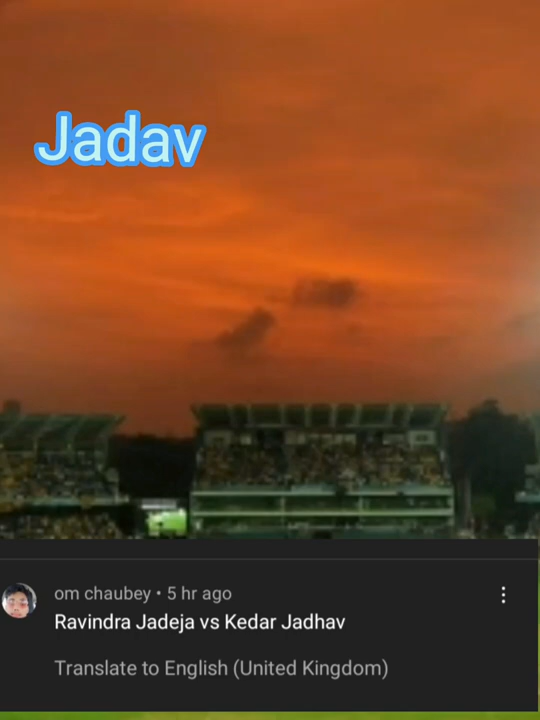 Jadav
om chaubey • 5 hr ago
Ravindra Jadeja vs Kedar Jadhav
Translate to English (United Kingdom)